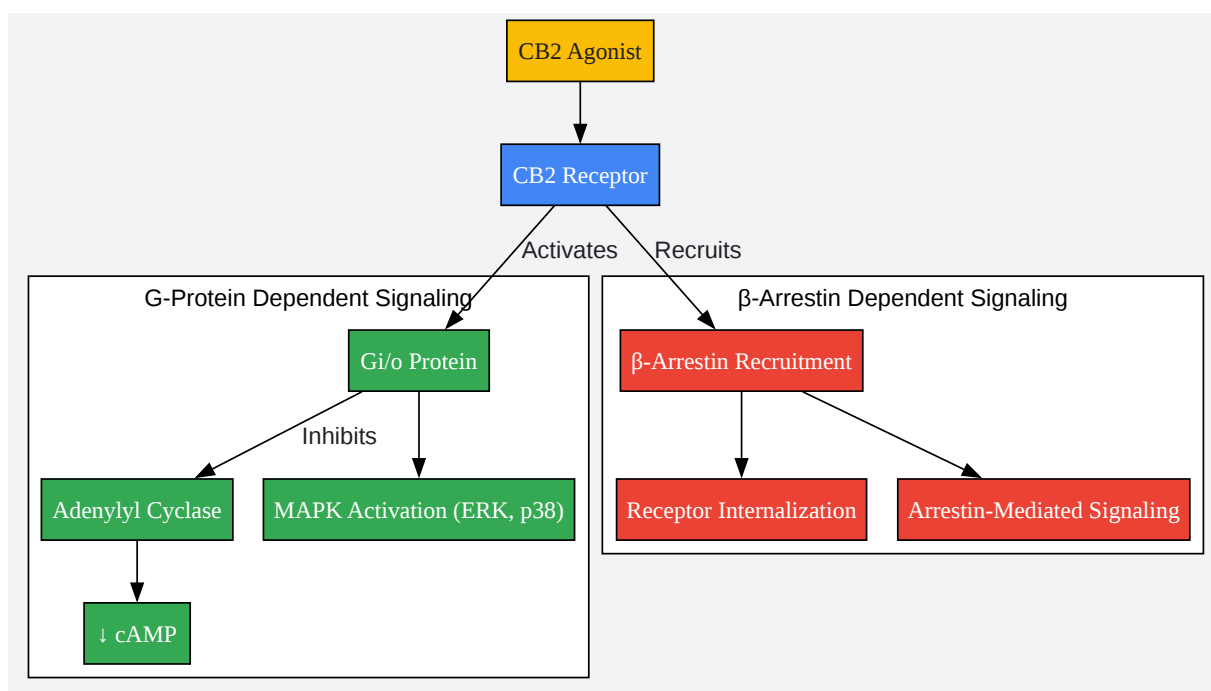 CB2 Agonist
CB2 Receptor
Activates
Recruits
G-Protein Dependent Signaling
β-Arrestin Dependent Signaling
Gi/o Protein
β-Arrestin Recruitment
Inhibits
Adenylyl Cyclase
MAPK Activation (ERK, p38)
Receptor Internalization
Arrestin-Mediated Signaling
↓ cAMP